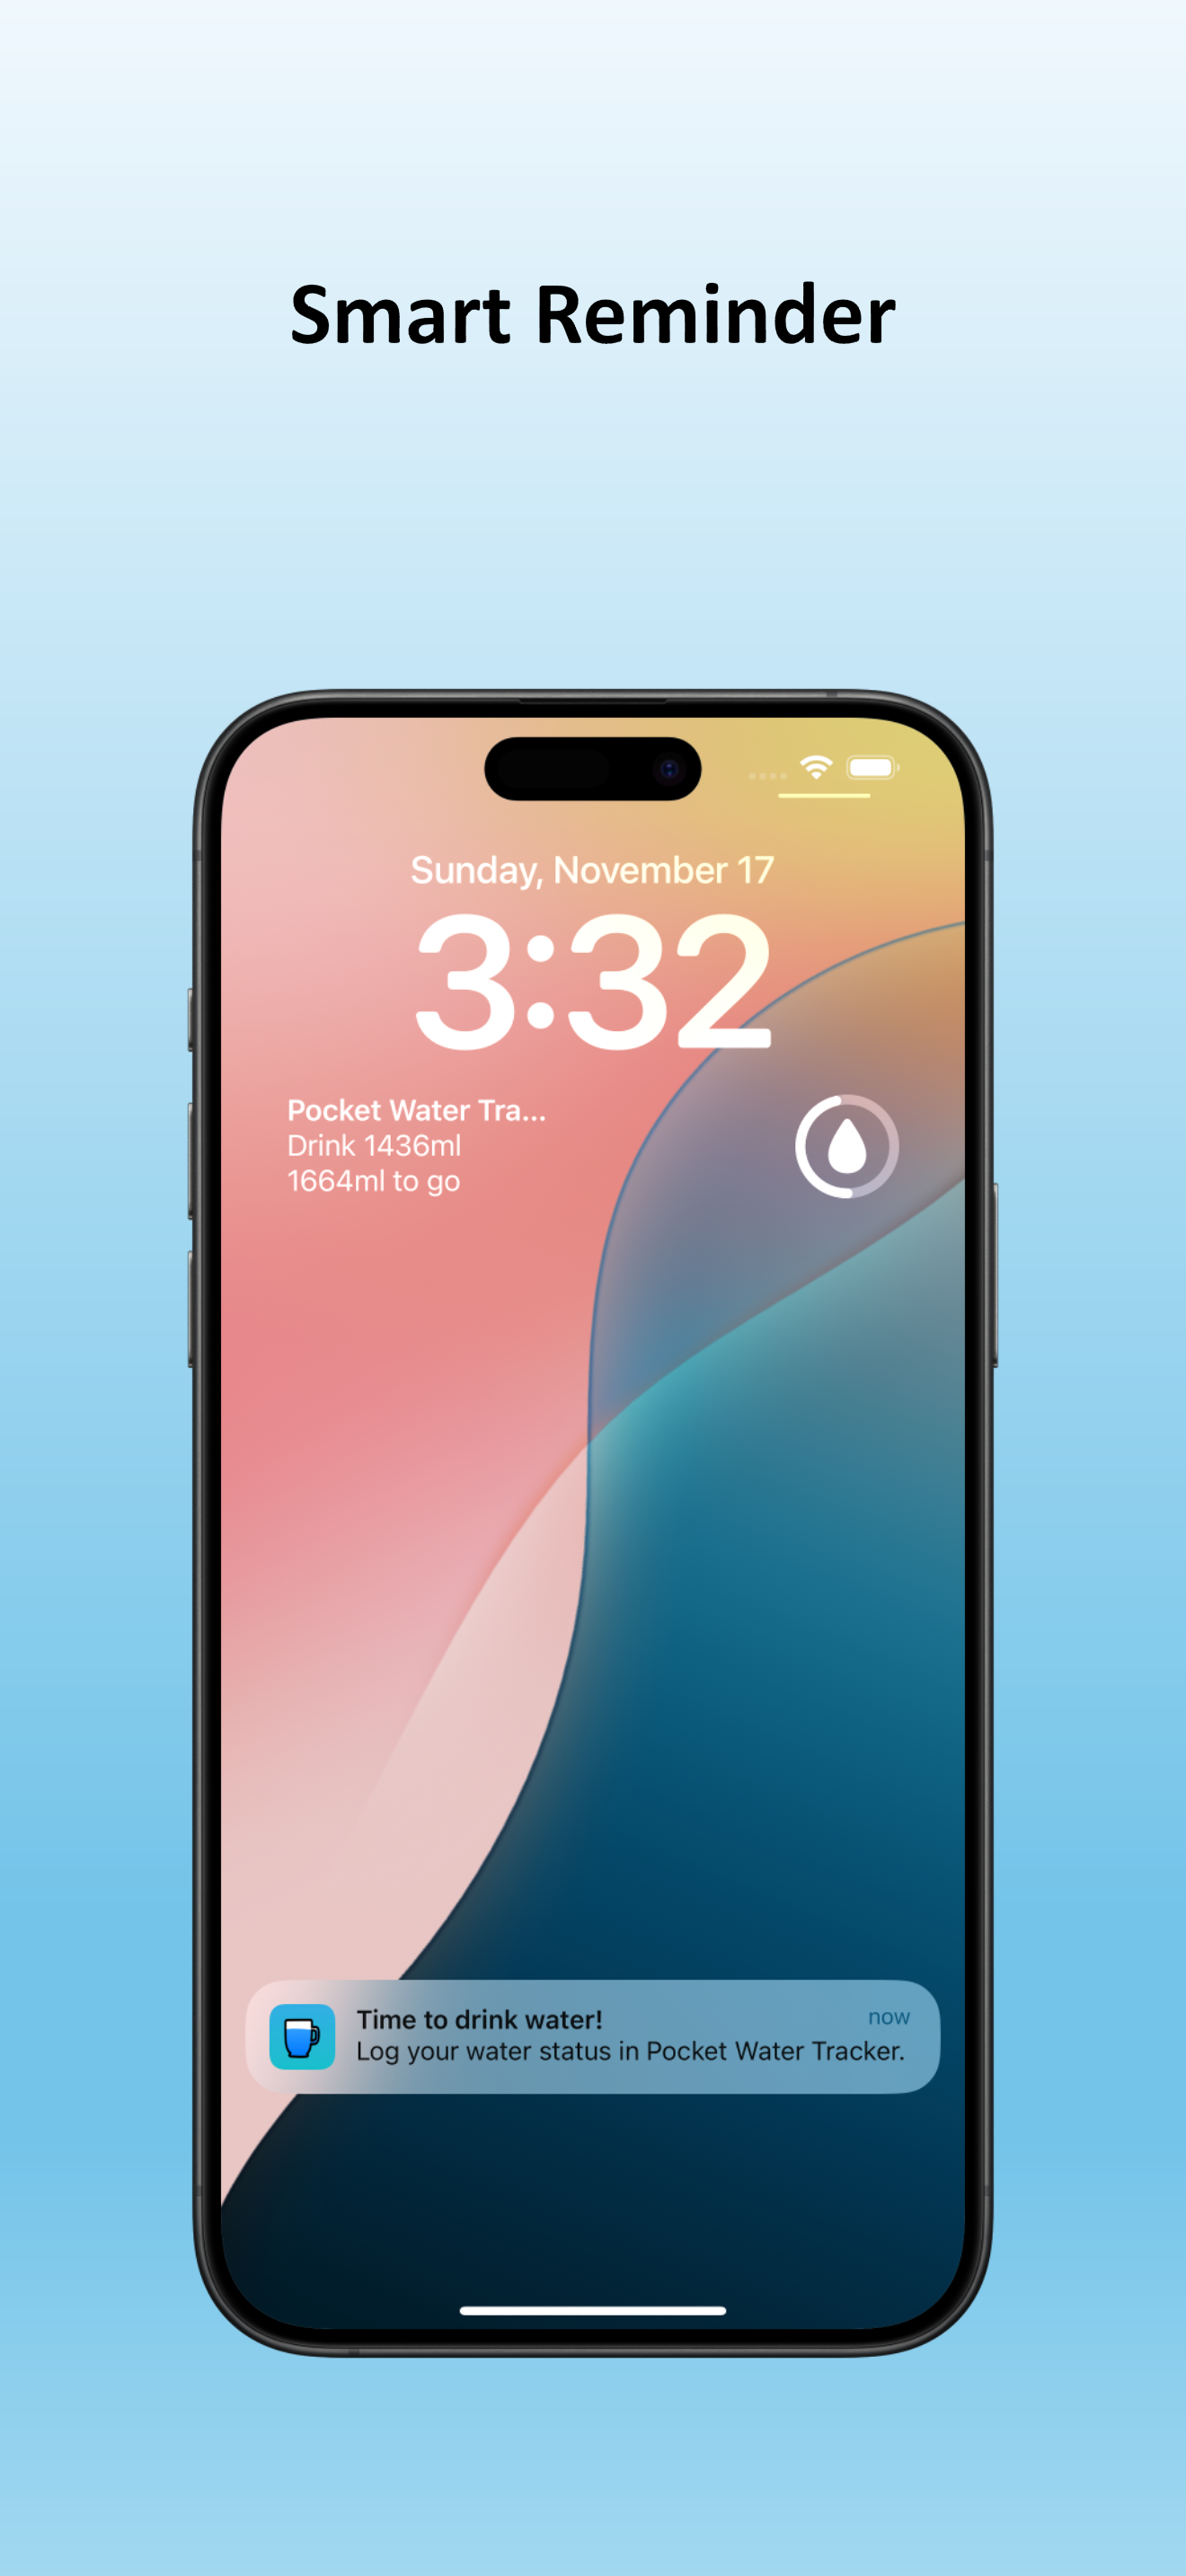 Smart Reminder
Sunday, November 17
3:32
Pocket Water Tra...
Drink 1436ml
1664ml to go
Time to drink water!
now
Log your water status in Pocket Water Tracker.